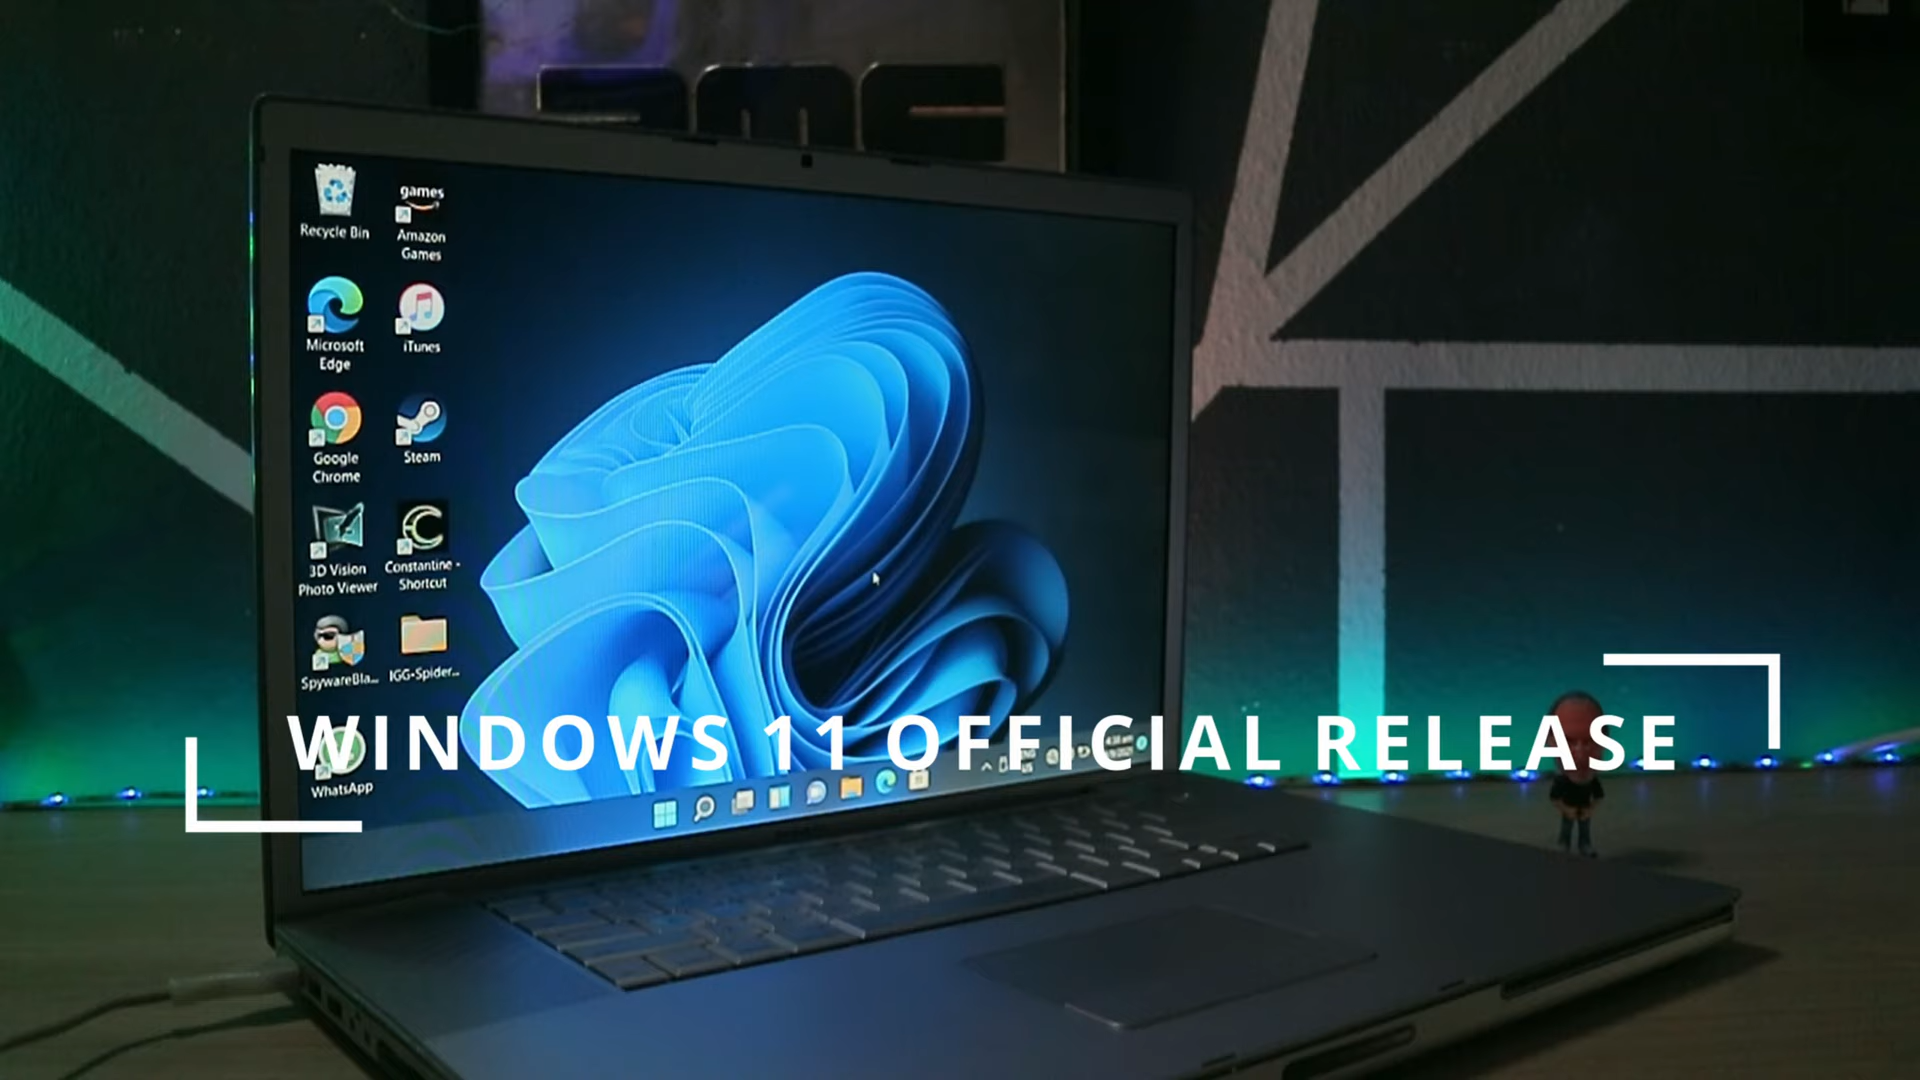 Recycle Bin
games
Amazon
Games
Microsoft
Edge
iTunes
Google
Chrome
Steam
3D Vision
Photo Viewer
Constantine -
Shortcut
SpywareBla...
IGG-Spider...
WINDOWS 11 OFFICIAL RELEASE
WhatsApp